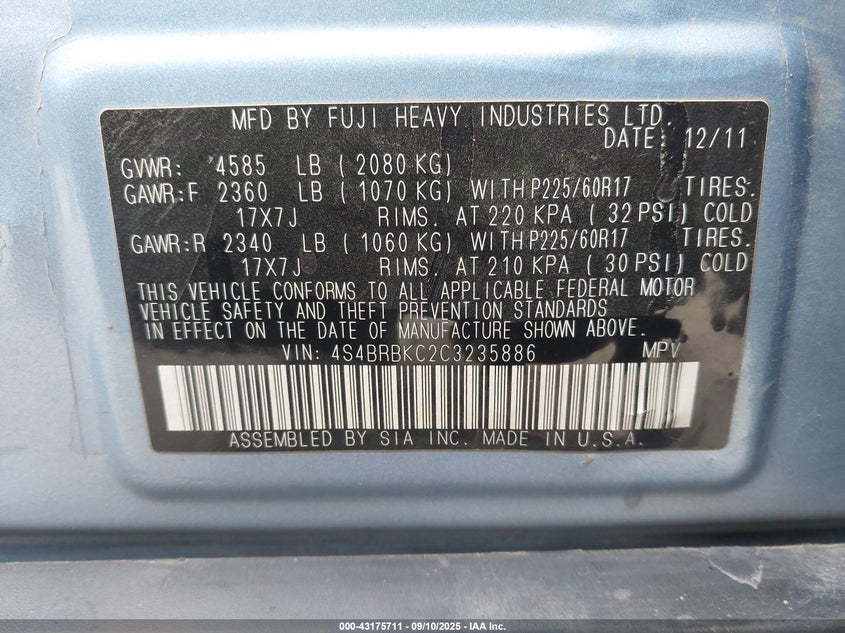 MFD BY FUJI HEAVY INDUSTRIES LTD.
DATE: 12/11
GVWR: 4585 LB ( 2080 KG)
GAWR:F 2360 LB ( 1070 KG) WITH P225/60R17 TIRES.
17X7J RIMS. AT 220 KPA ( 32 PSI) COLD
GAWR:R 2340 LB ( 1060 KG) WITH P225/60R17 TIRES.
17X7J RIMS. AT 210 KPA ( 30 PSI) COLD
THIS VEHICLE CONFORMS TO ALL APPLICABLE FEDERAL MOTOR
VEHICLE SAFETY AND THEFT PREVENTION STANDARDS
IN EFFECT ON THE DATE OF MANUFACTURE SHOWN ABOVE.
VIN: 4S4BRBKC2C3235886 MPV
ASSEMBLED BY SIA INC. MADE IN U.S.A.
000-43175711 - 09/10/2025 - IAA Inc.